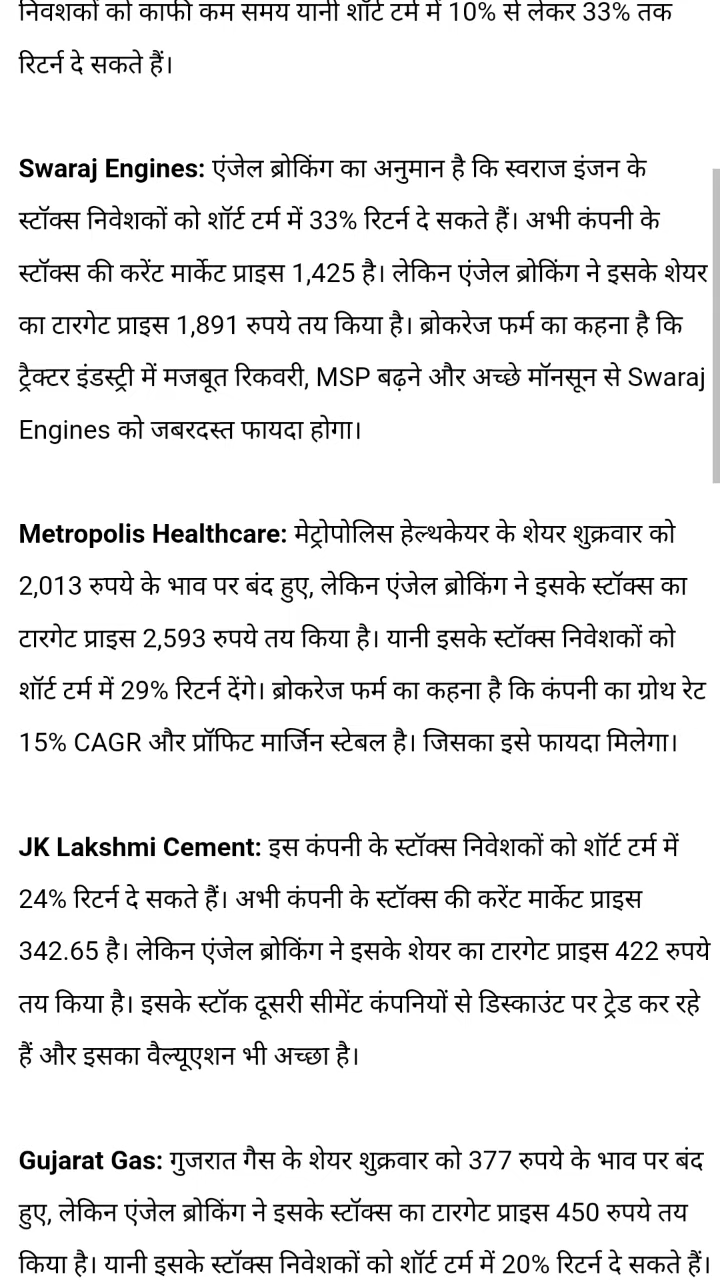 निवेशकों को काफी कम समय यानी शॉर्ट टर्म में 10% से लेकर 33% तक
रिटर्न दे सकते हैं।
Swaraj Engines: एंजेल ब्रोकिंग का अनुमान है कि स्वराज इंजन के
स्टॉक्स निवेशकों को शॉर्ट टर्म में 33% रिटर्न दे सकते हैं। अभी कंपनी के
स्टॉक्स की करेंट मार्केट प्राइस 1,425 है। लेकिन एंजेल ब्रोकिंग ने इसके शेयर
का टारगेट प्राइस 1,891 रुपये तय किया है। ब्रोकरेज फर्म का कहना है कि
ट्रैक्टर इंडस्ट्री में मजबूत रिकवरी, MSP बढ़ने और अच्छे मॉनसून से Swaraj
Engines को जबरदस्त फायदा होगा।
Metropolis Healthcare: मेट्रोपोलिस हेल्थकेयर के शेयर शुक्रवार को
2,013 रुपये के भाव पर बंद हुए, लेकिन एंजेल ब्रोकिंग ने इसके स्टॉक्स का
टारगेट प्राइस 2,593 रुपये तय किया है। यानी इसके स्टॉक्स निवेशकों को
शॉर्ट टर्म में 29% रिटर्न देंगे। ब्रोकरेज फर्म का कहना है कि कंपनी का ग्रोथ रेट
15% CAGR और प्रॉफिट मार्जिन स्टेबल है। जिसका इसे फायदा मिलेगा।
JK Lakshmi Cement: इस कंपनी के स्टॉक्स निवेशकों को शॉर्ट टर्म में
24% रिटर्न दे सकते हैं। अभी कंपनी के स्टॉक्स की करेंट मार्केट प्राइस
342.65 है। लेकिन एंजेल ब्रोकिंग ने इसके शेयर का टारगेट प्राइस 422 रुपये
तय किया है। इसके स्टॉक दूसरी सीमेंट कंपनियों से डिस्काउंट पर ट्रेड कर रहे
हैं और इसका वैल्यूएशन भी अच्छा है।
Gujarat Gas: गुजरात गैस के शेयर शुक्रवार को 377 रुपये के भाव पर बंद
हुए, लेकिन एंजेल ब्रोकिंग ने इसके स्टॉक्स का टारगेट प्राइस 450 रुपये तय
किया है। यानी इसके स्टॉक्स निवेशकों को शॉर्ट टर्म में 20% रिटर्न दे सकते हैं।